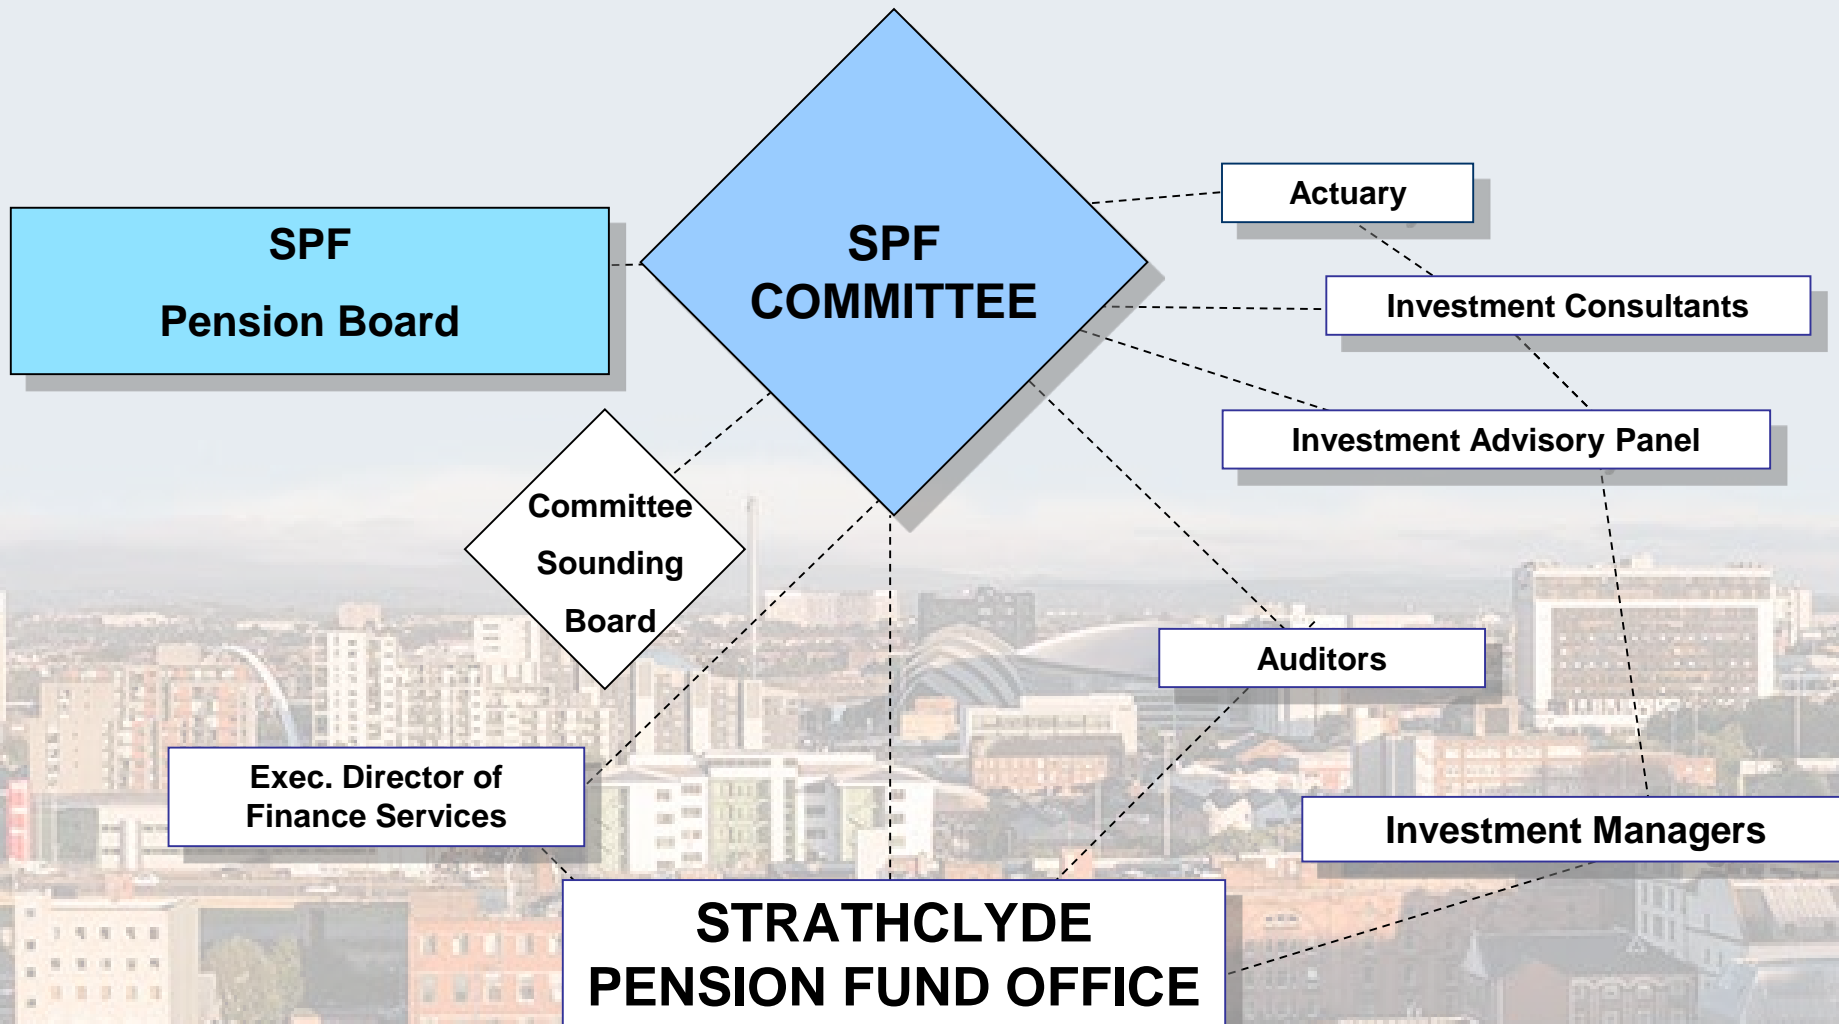 SPF
Pension Board
SPF
COMMITTEE
Actuary
Investment Consultants
Investment Advisory Panel
Committee
Sounding
Board
Auditors
Exec. Director of
Finance Services
Investment Managers
STRATHCLYDE
PENSION FUND OFFICE